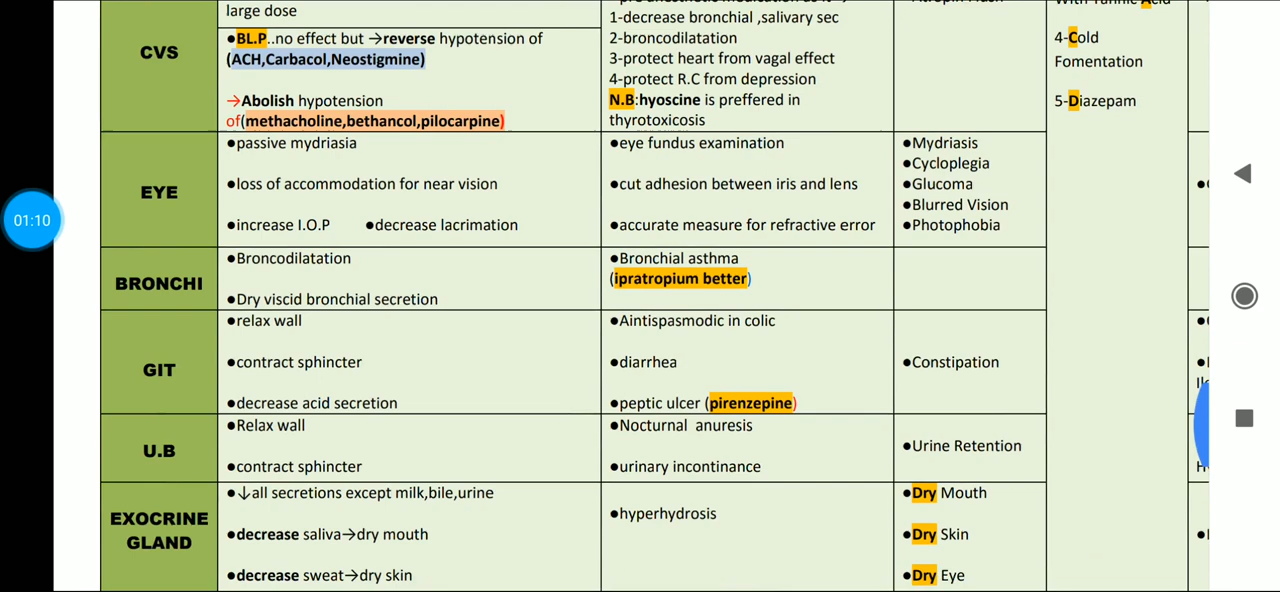 large dose
CVS
●BL.P..no effect but →reverse hypotension of
(ACH,Carbacol,Neostigmine)
→Abolish hypotension
of(methacholine,bethancol,pilocarpine)
1-decrease bronchial ,salivary sec
2-broncodilatation
3-protect heart from vagal effect
4-protect R.C from depression
N.B:hyoscine is preffered in
thyrotoxicosis
4-Cold
Fomentation
5-Diazepam
01:10
EYE
●passive mydriasia
●loss of accommodation for near vision
●increase I.O.P ●decrease lacrimation
●eye fundus examination
●cut adhesion between iris and lens
●accurate measure for refractive error
●Mydriasis
●Cycloplegia
●Glucoma
●Blurred Vision
●Photophobia
BRONCHI
●Broncodilatation
●Dry viscid bronchial secretion
●Bronchial asthma
(ipratropium better)
GIT
●relax wall
●contract sphincter
●decrease acid secretion
●Aintispasmodic in colic
●diarrhea
●peptic ulcer (pirenzepine)
●Constipation
U.B
●Relax wall
●contract sphincter
●Nocturnal anuresis
●urinary incontinance
●Urine Retention
EXOCRINE
GLAND
●↓all secretions except milk,bile,urine
●decrease saliva→dry mouth
●decrease sweat→dry skin
●hyperhydrosis
●Dry Mouth
●Dry Skin
●Dry Eye